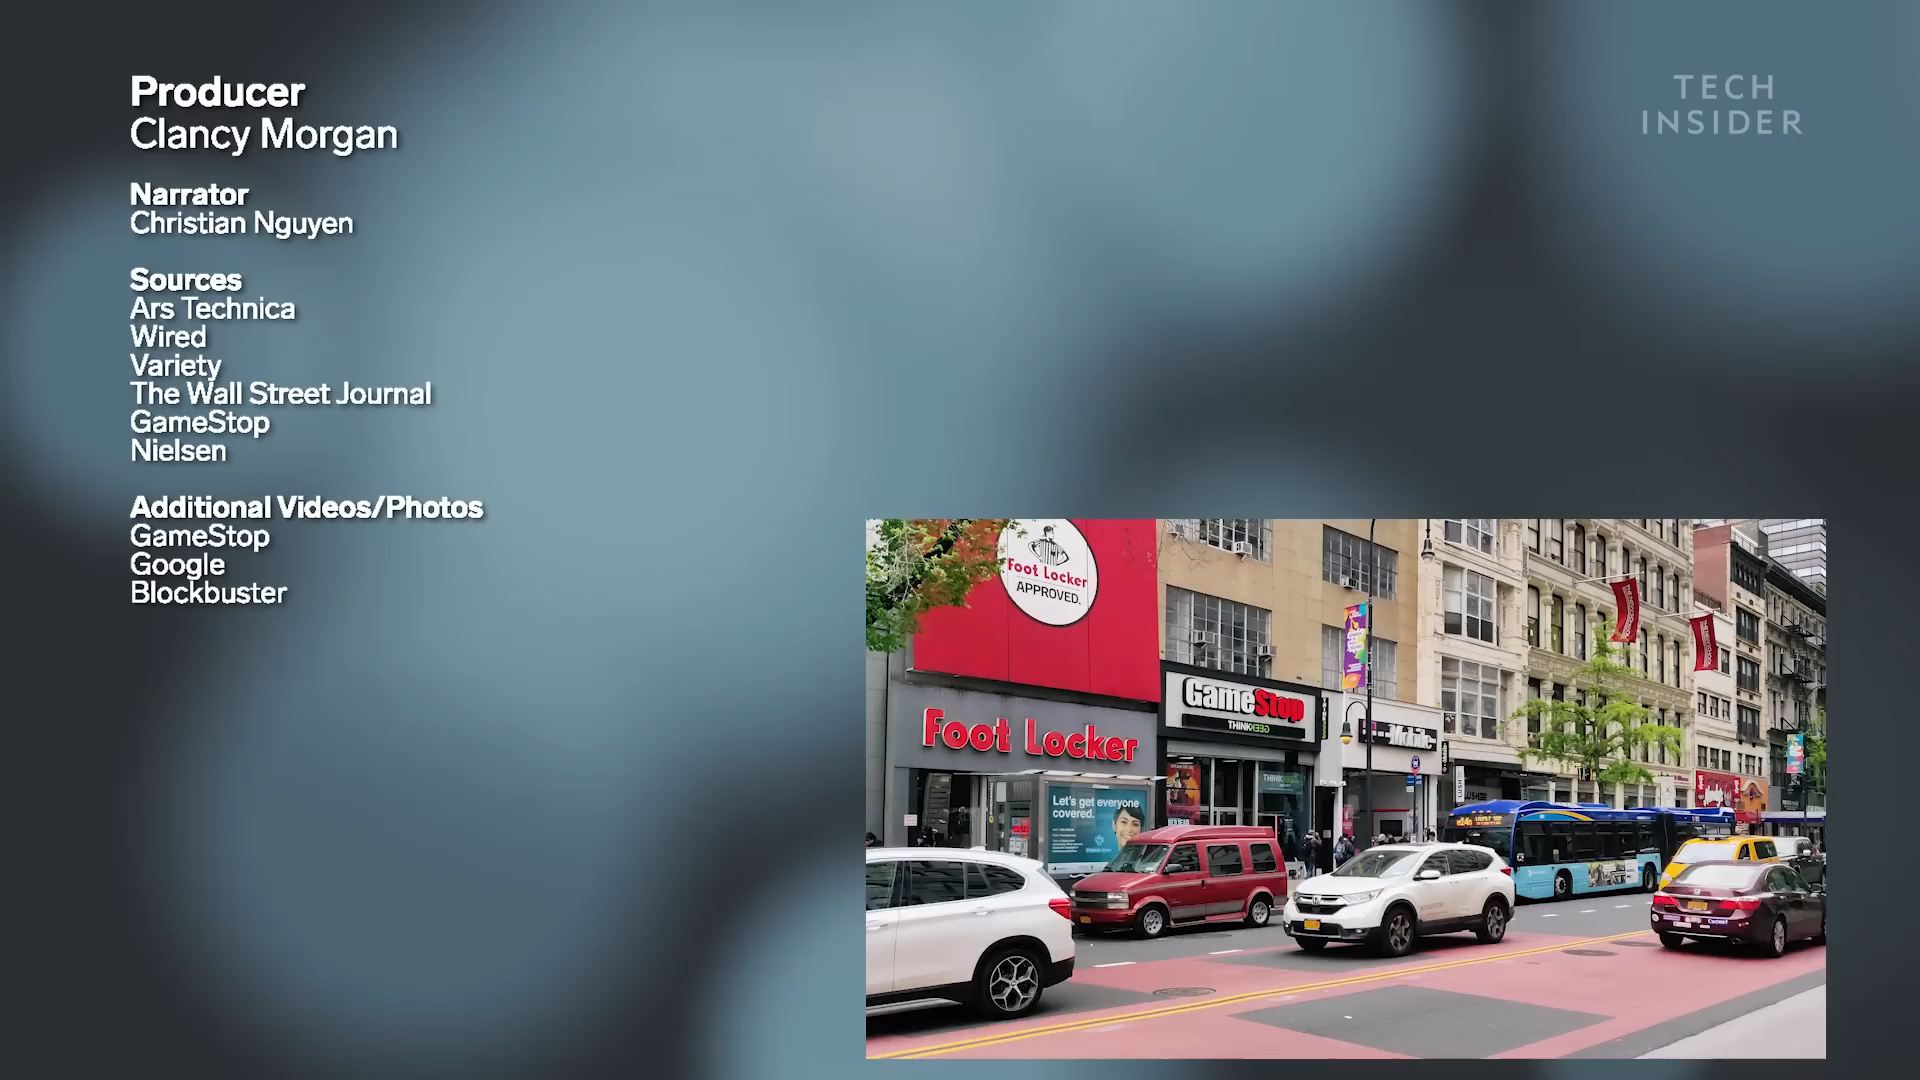 Producer
Clancy Morgan
Narrator
Christian Nguyen
Sources
Ars Technica
Wired
Variety
The Wall Street Journal
GameStop
Nielsen
Additional Videos/Photos
GameStop
Google
Blockbuster
TECH
INSIDER
Foot Locker
APPROVED.
Foot Locker
GameStop
THINKGEEK
T-Mobile
Let's get everyone
covered.
LUSH